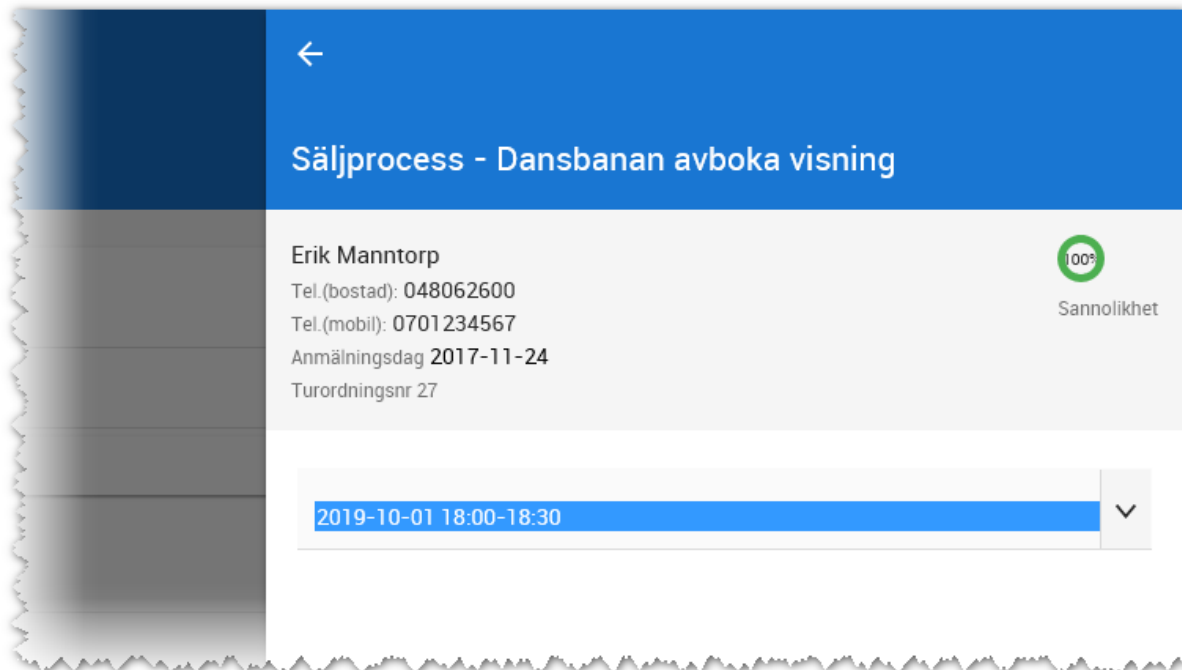 Säljprocess - Dansbanan avboka visning
Erik Manntorp
100%
Tel.(bostad): 048062600
Sannolikhet
Tel.(mobil): 0701234567
Anmälningsdag 2017-11-24
Turordningsnr 27
2019-10-01 18:00-18:30